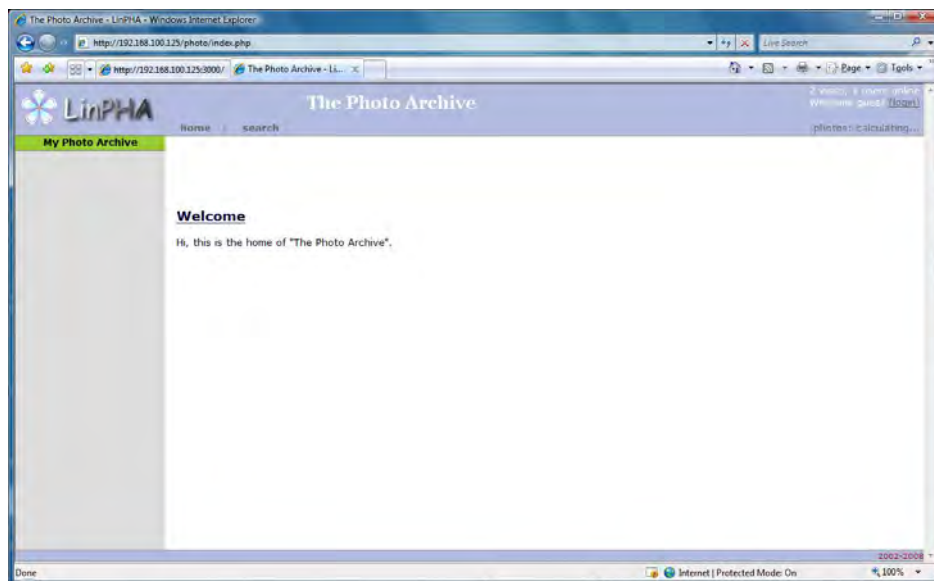 The Photo Archive - LinPHA - Windows Internet Explorer
http://192.168.100.125/photo/index.php
Live Search
http://192.168.100.125:3000/
The Photo Archive - Li...
Page
Tools
LinPHA
The Photo Archive
online
guest! (login)
home
search
photos: calculating...
My Photo Archive
Welcome
Hi, this is the home of "The Photo Archive".
2002-2008
Done
Internet | Protected Mode: On
100%